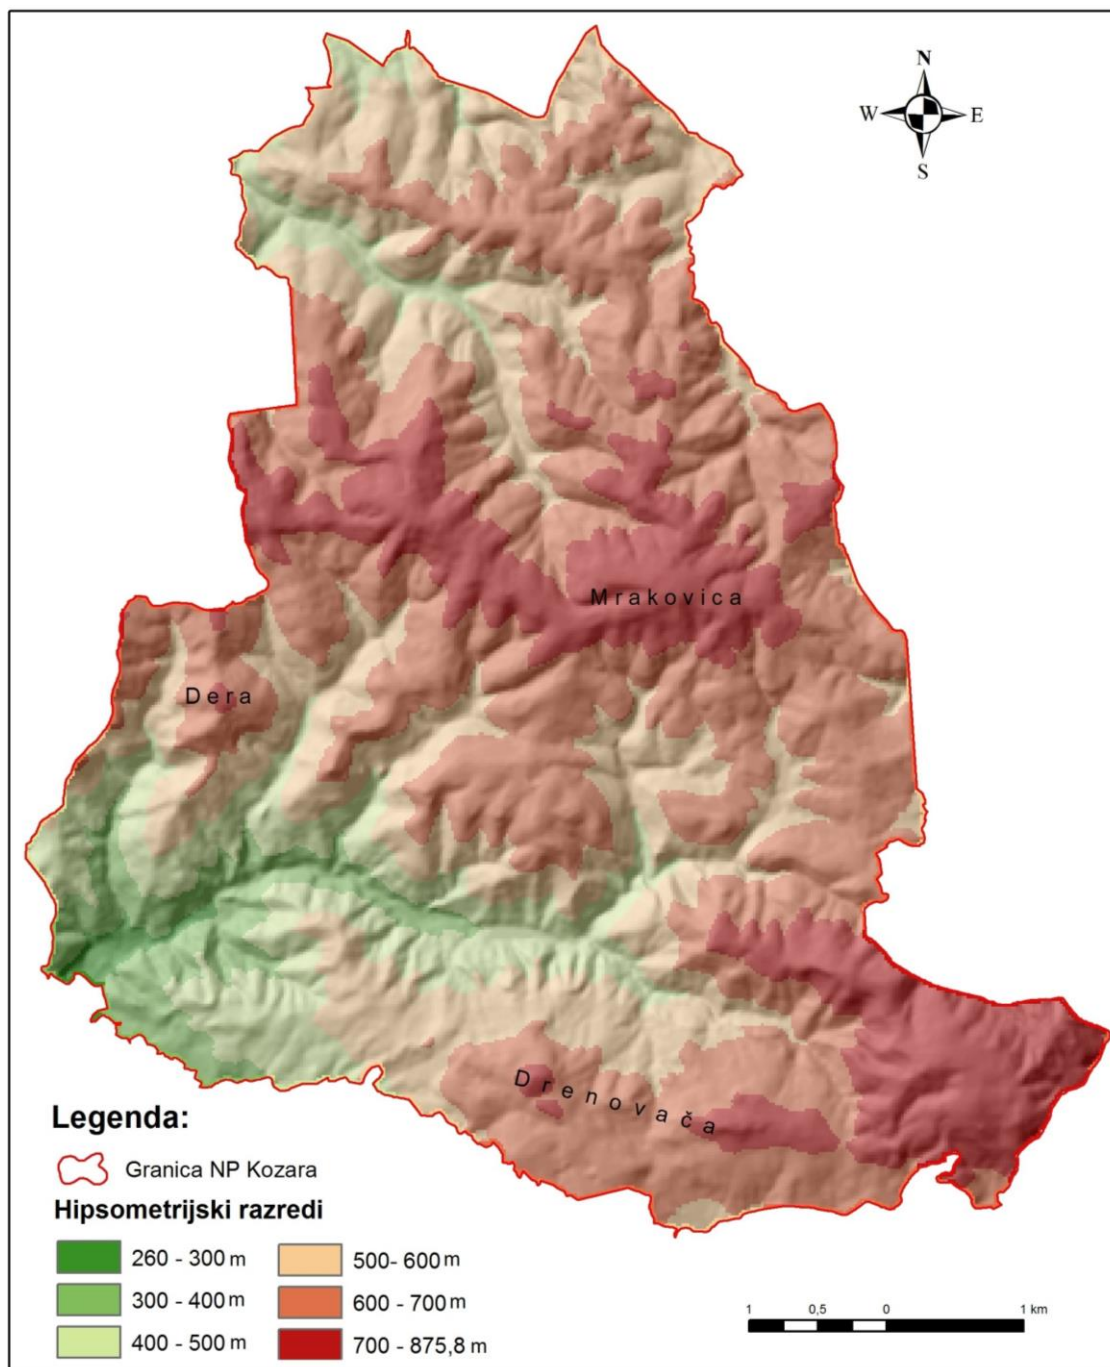 N
W E
S
Mrakovica
Dera
Drenovača
Legenda:
Granica NP Kozara
Hipsometrijski razredi
260 - 300 m
300 - 400 m
400 - 500 m
500- 600 m
600 - 700 m
700 - 875,8 m
1 0,5 0 1 km